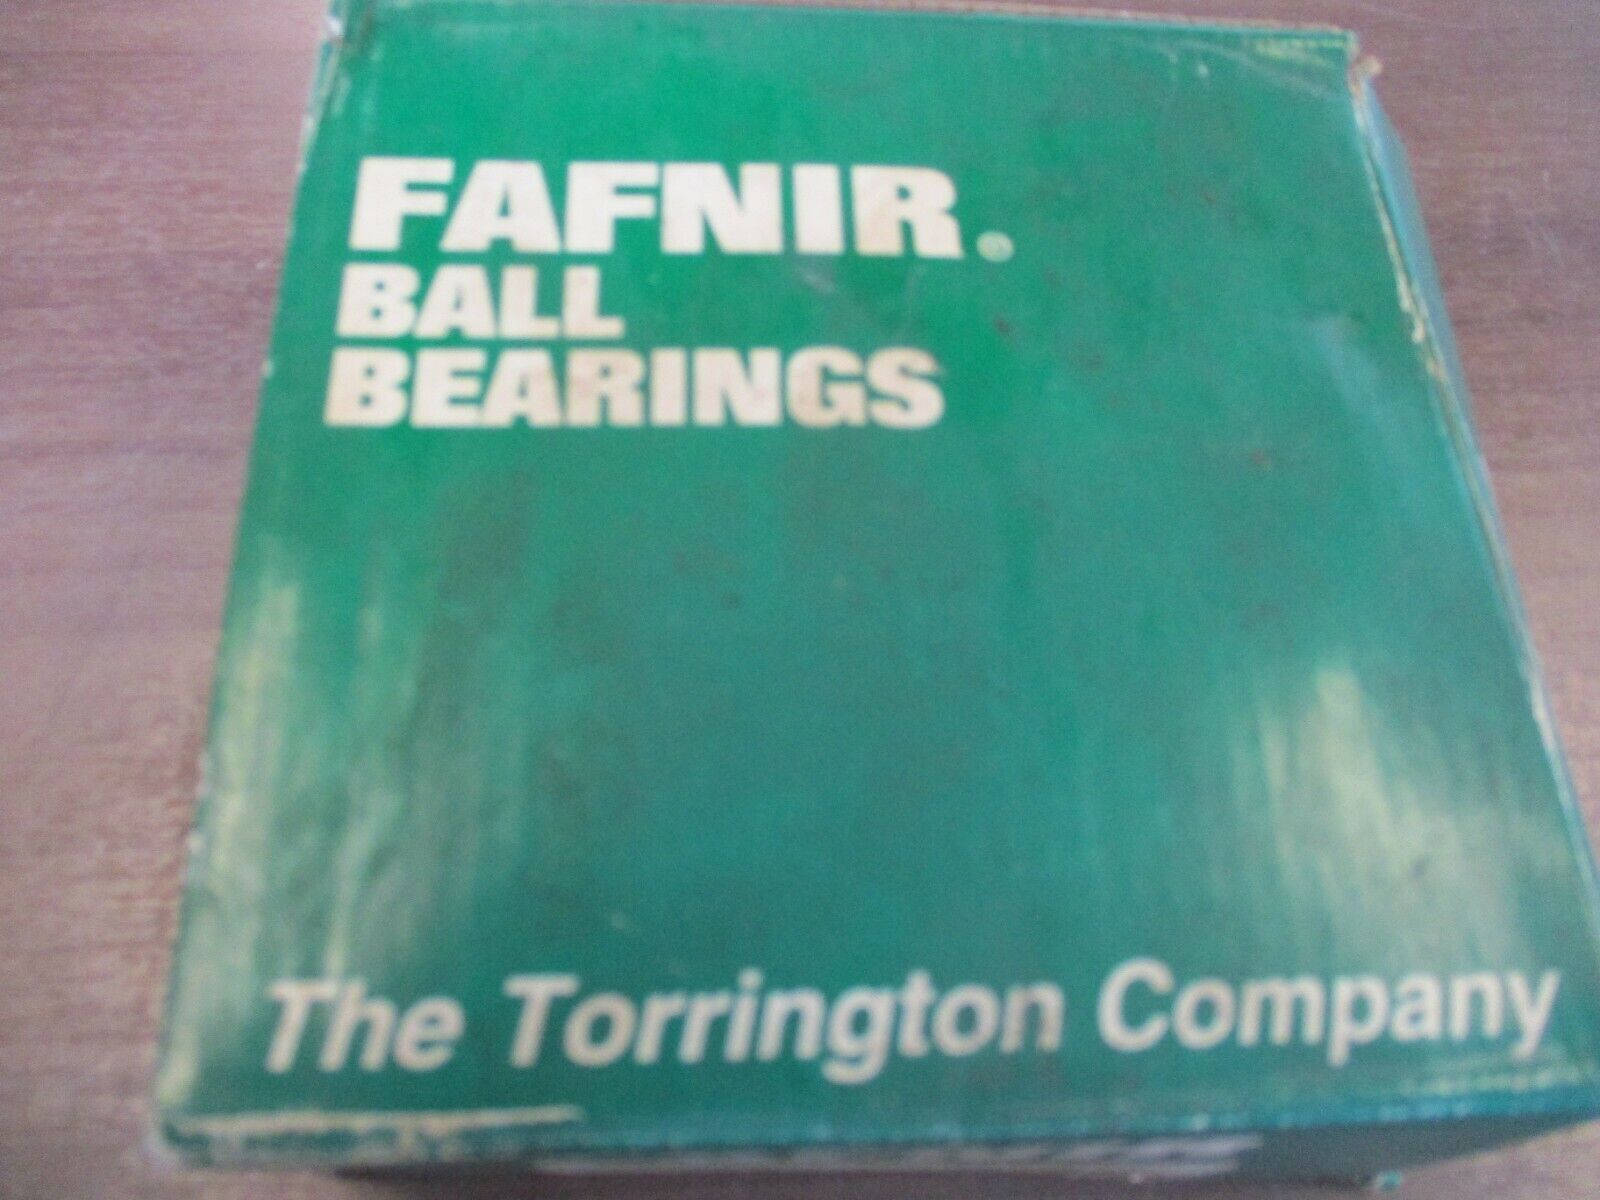 FAFNIR®
BALL
BEARINGS
The Torrington Company